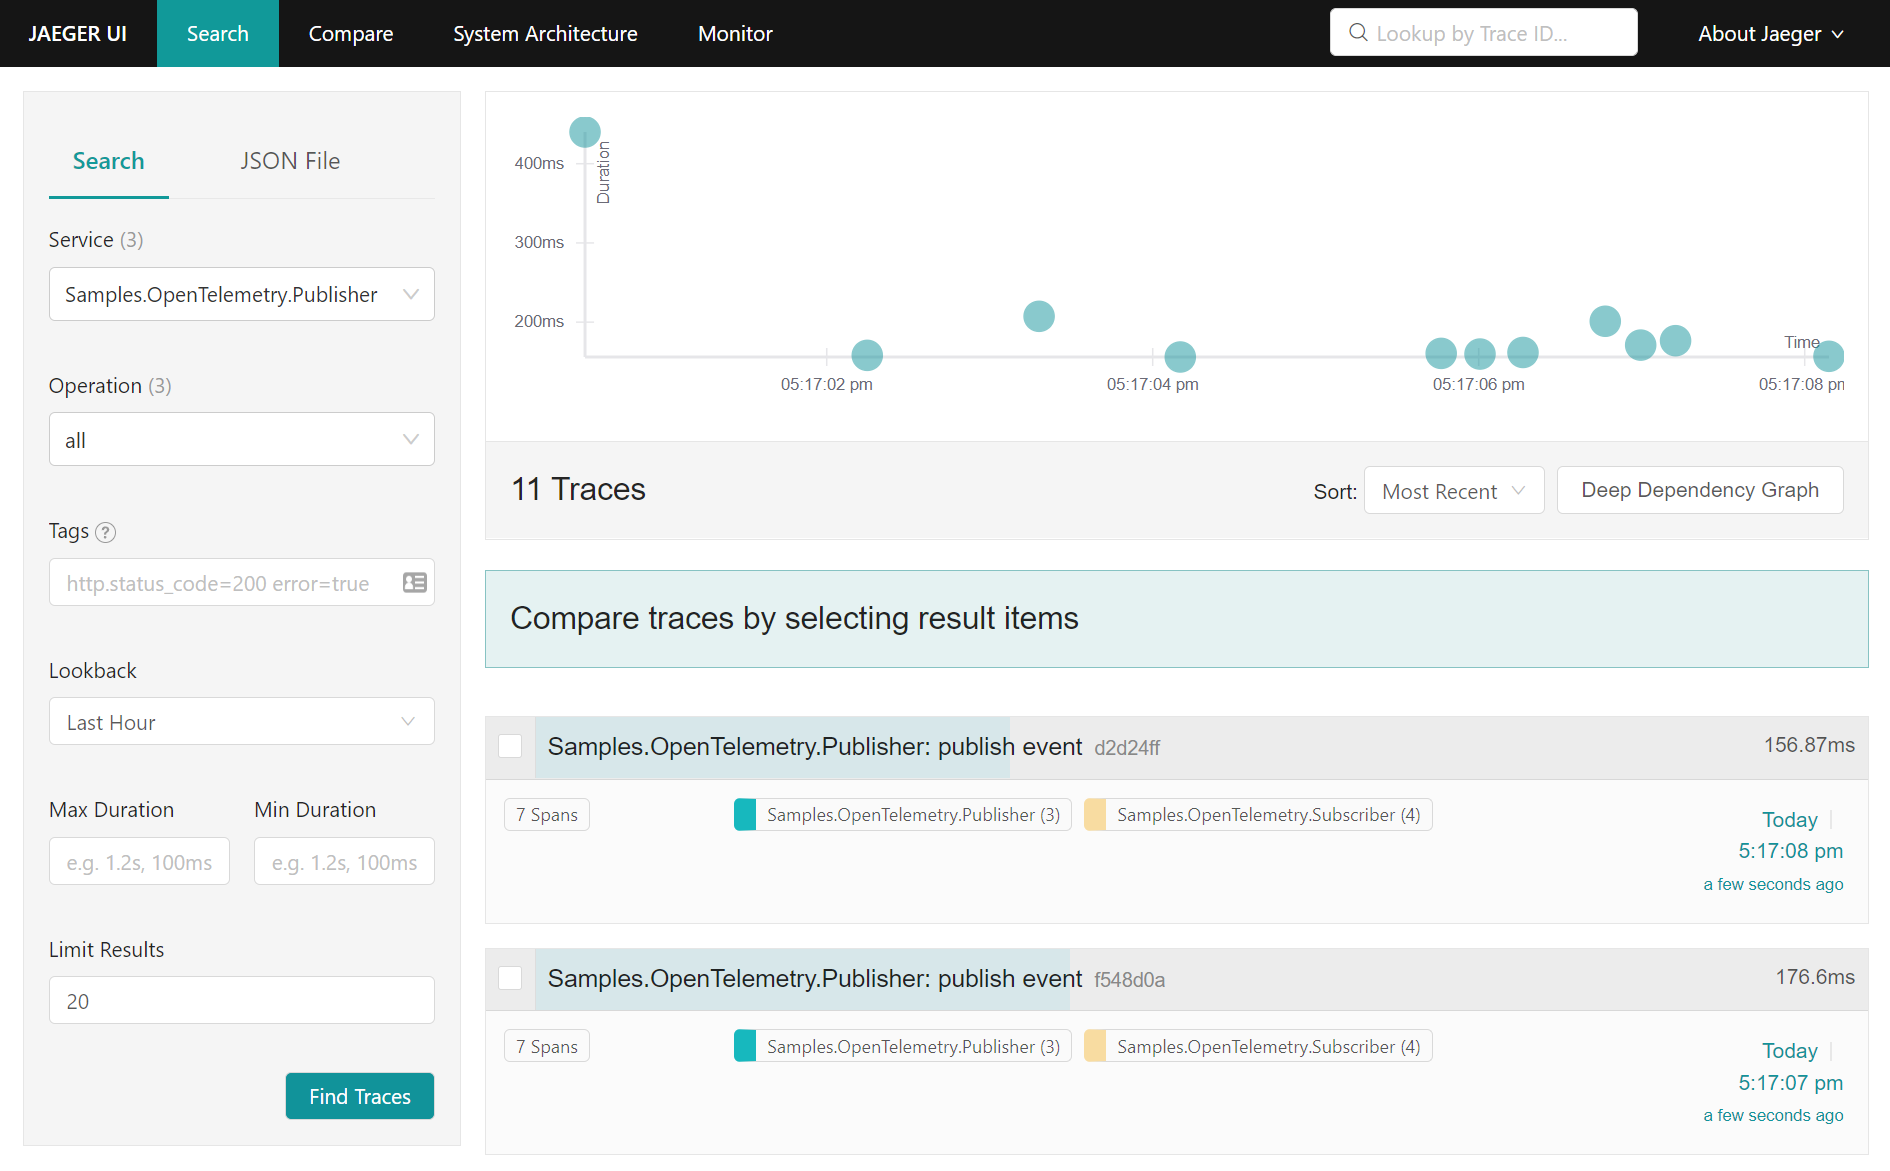 JAEGER UI Search Compare System Architecture Monitor Lookup by Trace ID... About Jaeger
Search JSON File
Service (3)
Samples.OpenTelemetry.Publisher
Operation (3)
all
Tags ?
http.status_code=200 error=true
Lookback
Last Hour
Max Duration Min Duration
e.g. 1.2s, 100ms e.g. 1.2s, 100ms
Limit Results
20
Find Traces
Duration
400ms
300ms
200ms
Time
05:17:02 pm 05:17:04 pm 05:17:06 pm 05:17:08 pm
11 Traces
Sort: Most Recent Deep Dependency Graph
Compare traces by selecting result items
Samples.OpenTelemetry.Publisher: publish event d2d24ff 156.87ms
7 Spans Samples.OpenTelemetry.Publisher (3) Samples.OpenTelemetry.Subscriber (4)
Today
5:17:08 pm
a few seconds ago
Samples.OpenTelemetry.Publisher: publish event f548d0a 176.6ms
7 Spans Samples.OpenTelemetry.Publisher (3) Samples.OpenTelemetry.Subscriber (4)
Today
5:17:07 pm
a few seconds ago